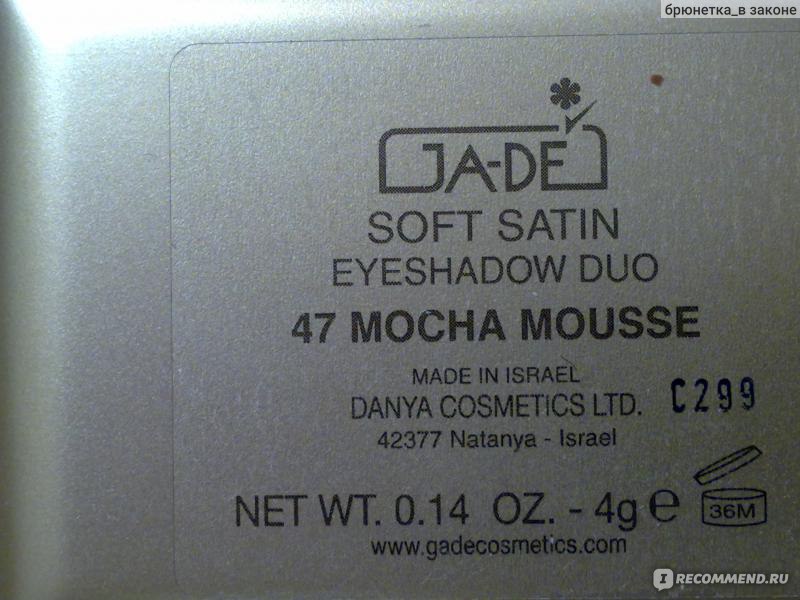 брюнетка_в законе
JA-DE
SOFT SATIN
EYESHADOW DUO
47 MOCHA MOUSSE
MADE IN ISRAEL
DANYA COSMETICS LTD. C299
42377 Natanya - Israel
NET WT. 0.14 OZ. - 4g e 36M
www.gadecosmetics.com
I RECOMMEND.RU